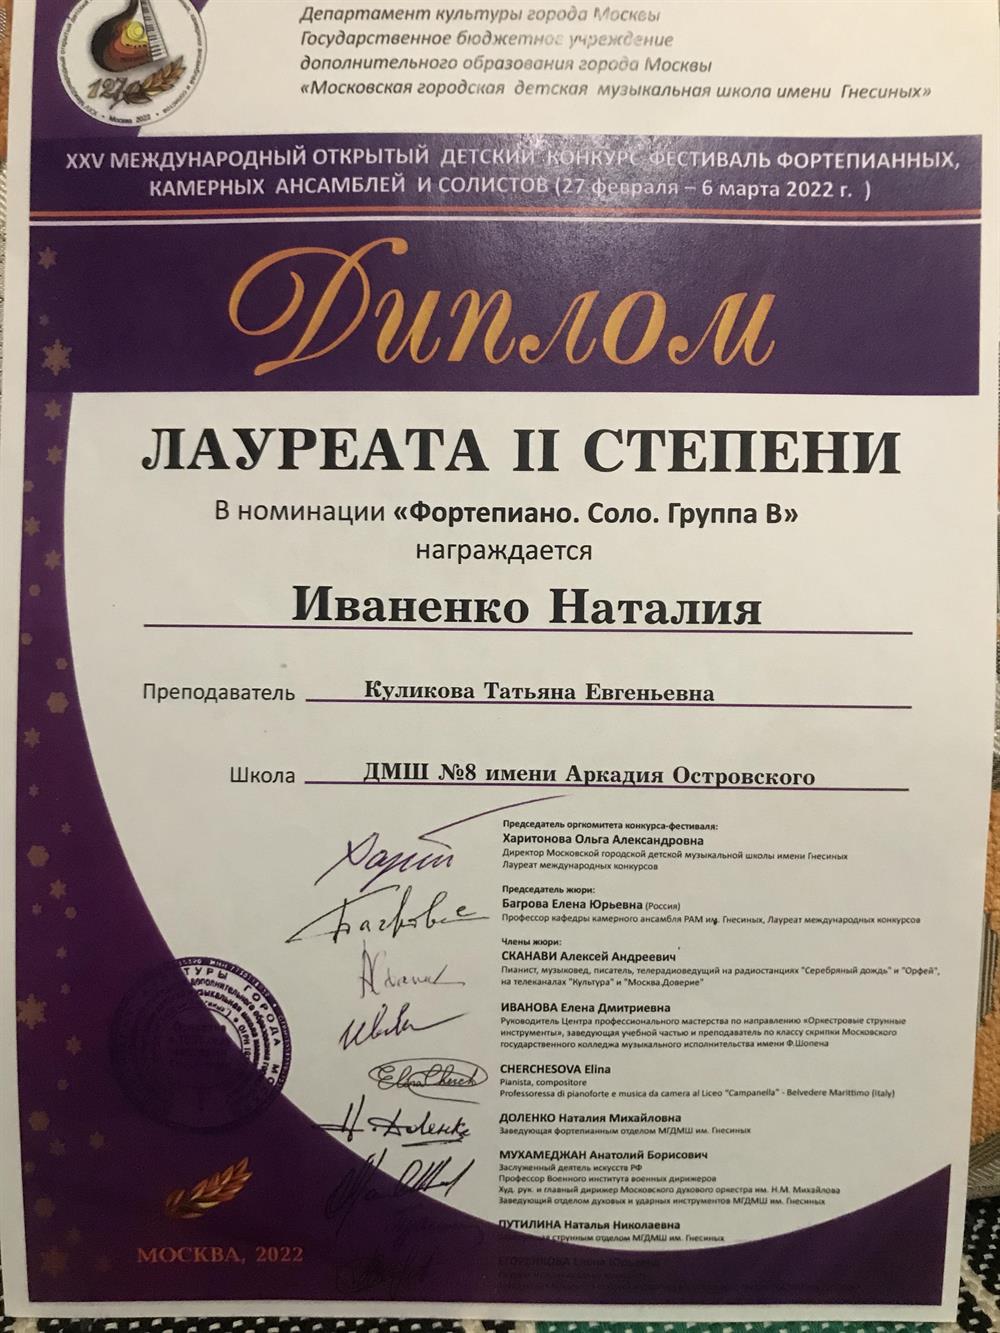 Департамент культуры города Москвы
Государственное бюджетное учреждение
дополнительного образования города Москвы
«Московская городская детская музыкальная школа имени Гнесиных»
127
Москва 2022
XXV МЕЖДУНАРОДНЫЙ ОТКРЫТЫЙ ДЕТСКИЙ КОНКУРС ФЕСТИВАЛЬ ФОРТЕПИАННЫХ,
КАМЕРНЫХ АНСАМБЛЕЙ И СОЛИСТОВ (27 февраля – 6 марта 2022 г. )
Диплом
ЛАУРЕАТА II СТЕПЕНИ
В номинации «Фортепиано. Соло. Группа В»
награждается
Иваненко Наталия
Преподаватель Куликова Татьяна Евгеньевна
Школа ДМШ №8 имени Аркадия Островского
Председатель оргкомитета конкурса-фестиваля:
Харитонова Ольга Александровна
Директор Московской городской детской музыкальной школы имени Гнесиных
Лауреат международных конкурсов
Председатель жюри:
Багрова Елена Юрьевна (Россия)
Профессор кафедры камерного ансамбля РАМ им. Гнесиных, Лауреат международных конкурсов
Члены жюри:
СКАНАВИ Алексей Андреевич
Пианист, музыковед, писатель, телерадиоведущий на радиостанциях "Серебряный дождь" и "Орфей",
на телеканалах "Культура" и "Москва.Доверие"
ИВАНОВА Елена Дмитриевна
Руководитель Центра профессионального мастерства по направлению «Оркестровые струнные
инструменты», заведующая учебной частью и преподаватель по классу скрипки Московского
государственного колледжа музыкального исполнительства имени Ф.Шопена
CHERCHESOVA Elina
Pianista, compositore
Professoressa di pianoforte e musica da camera al Liceo "Campanella" - Belvedere Marittimo (Italy)
ДОЛЕНКО Наталия Михайловна
Заведующая фортепианным отделом МГДМШ им. Гнесиных
МУХАМЕДЖАН Анатолий Борисович
Заслуженный деятель искусств РФ
Профессор Военного института военных дирижеров
Худ. рук. и главный дирижер Московского духового оркестра им. Н.М. Михайлова
Заведующий отделом духовых и ударных инструментов МГДМШ им. Гнесиных
ПУТИЛИНА Наталья Николаевна
струнным отделом МГДМШ им. Гнесиных
Елена Юрьевна
МОСКВА, 2022